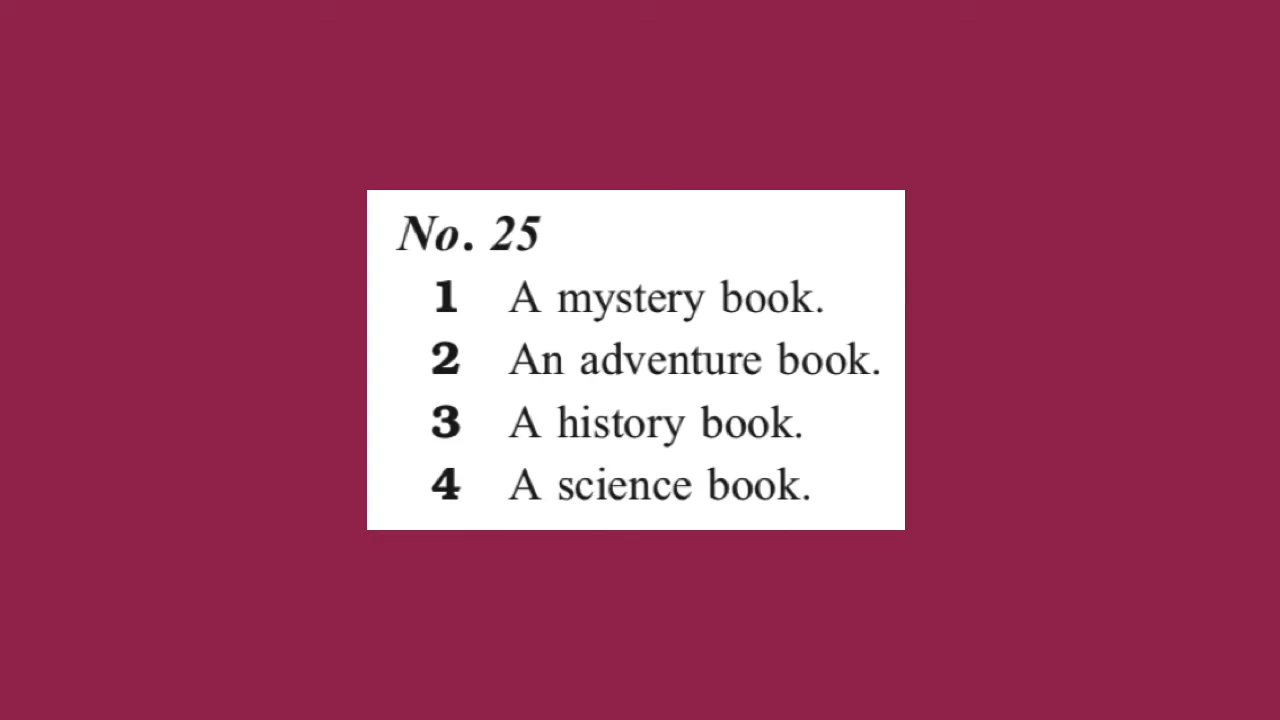 No. 25
1 A mystery book.
2 An adventure book.
3 A history book.
4 A science book.